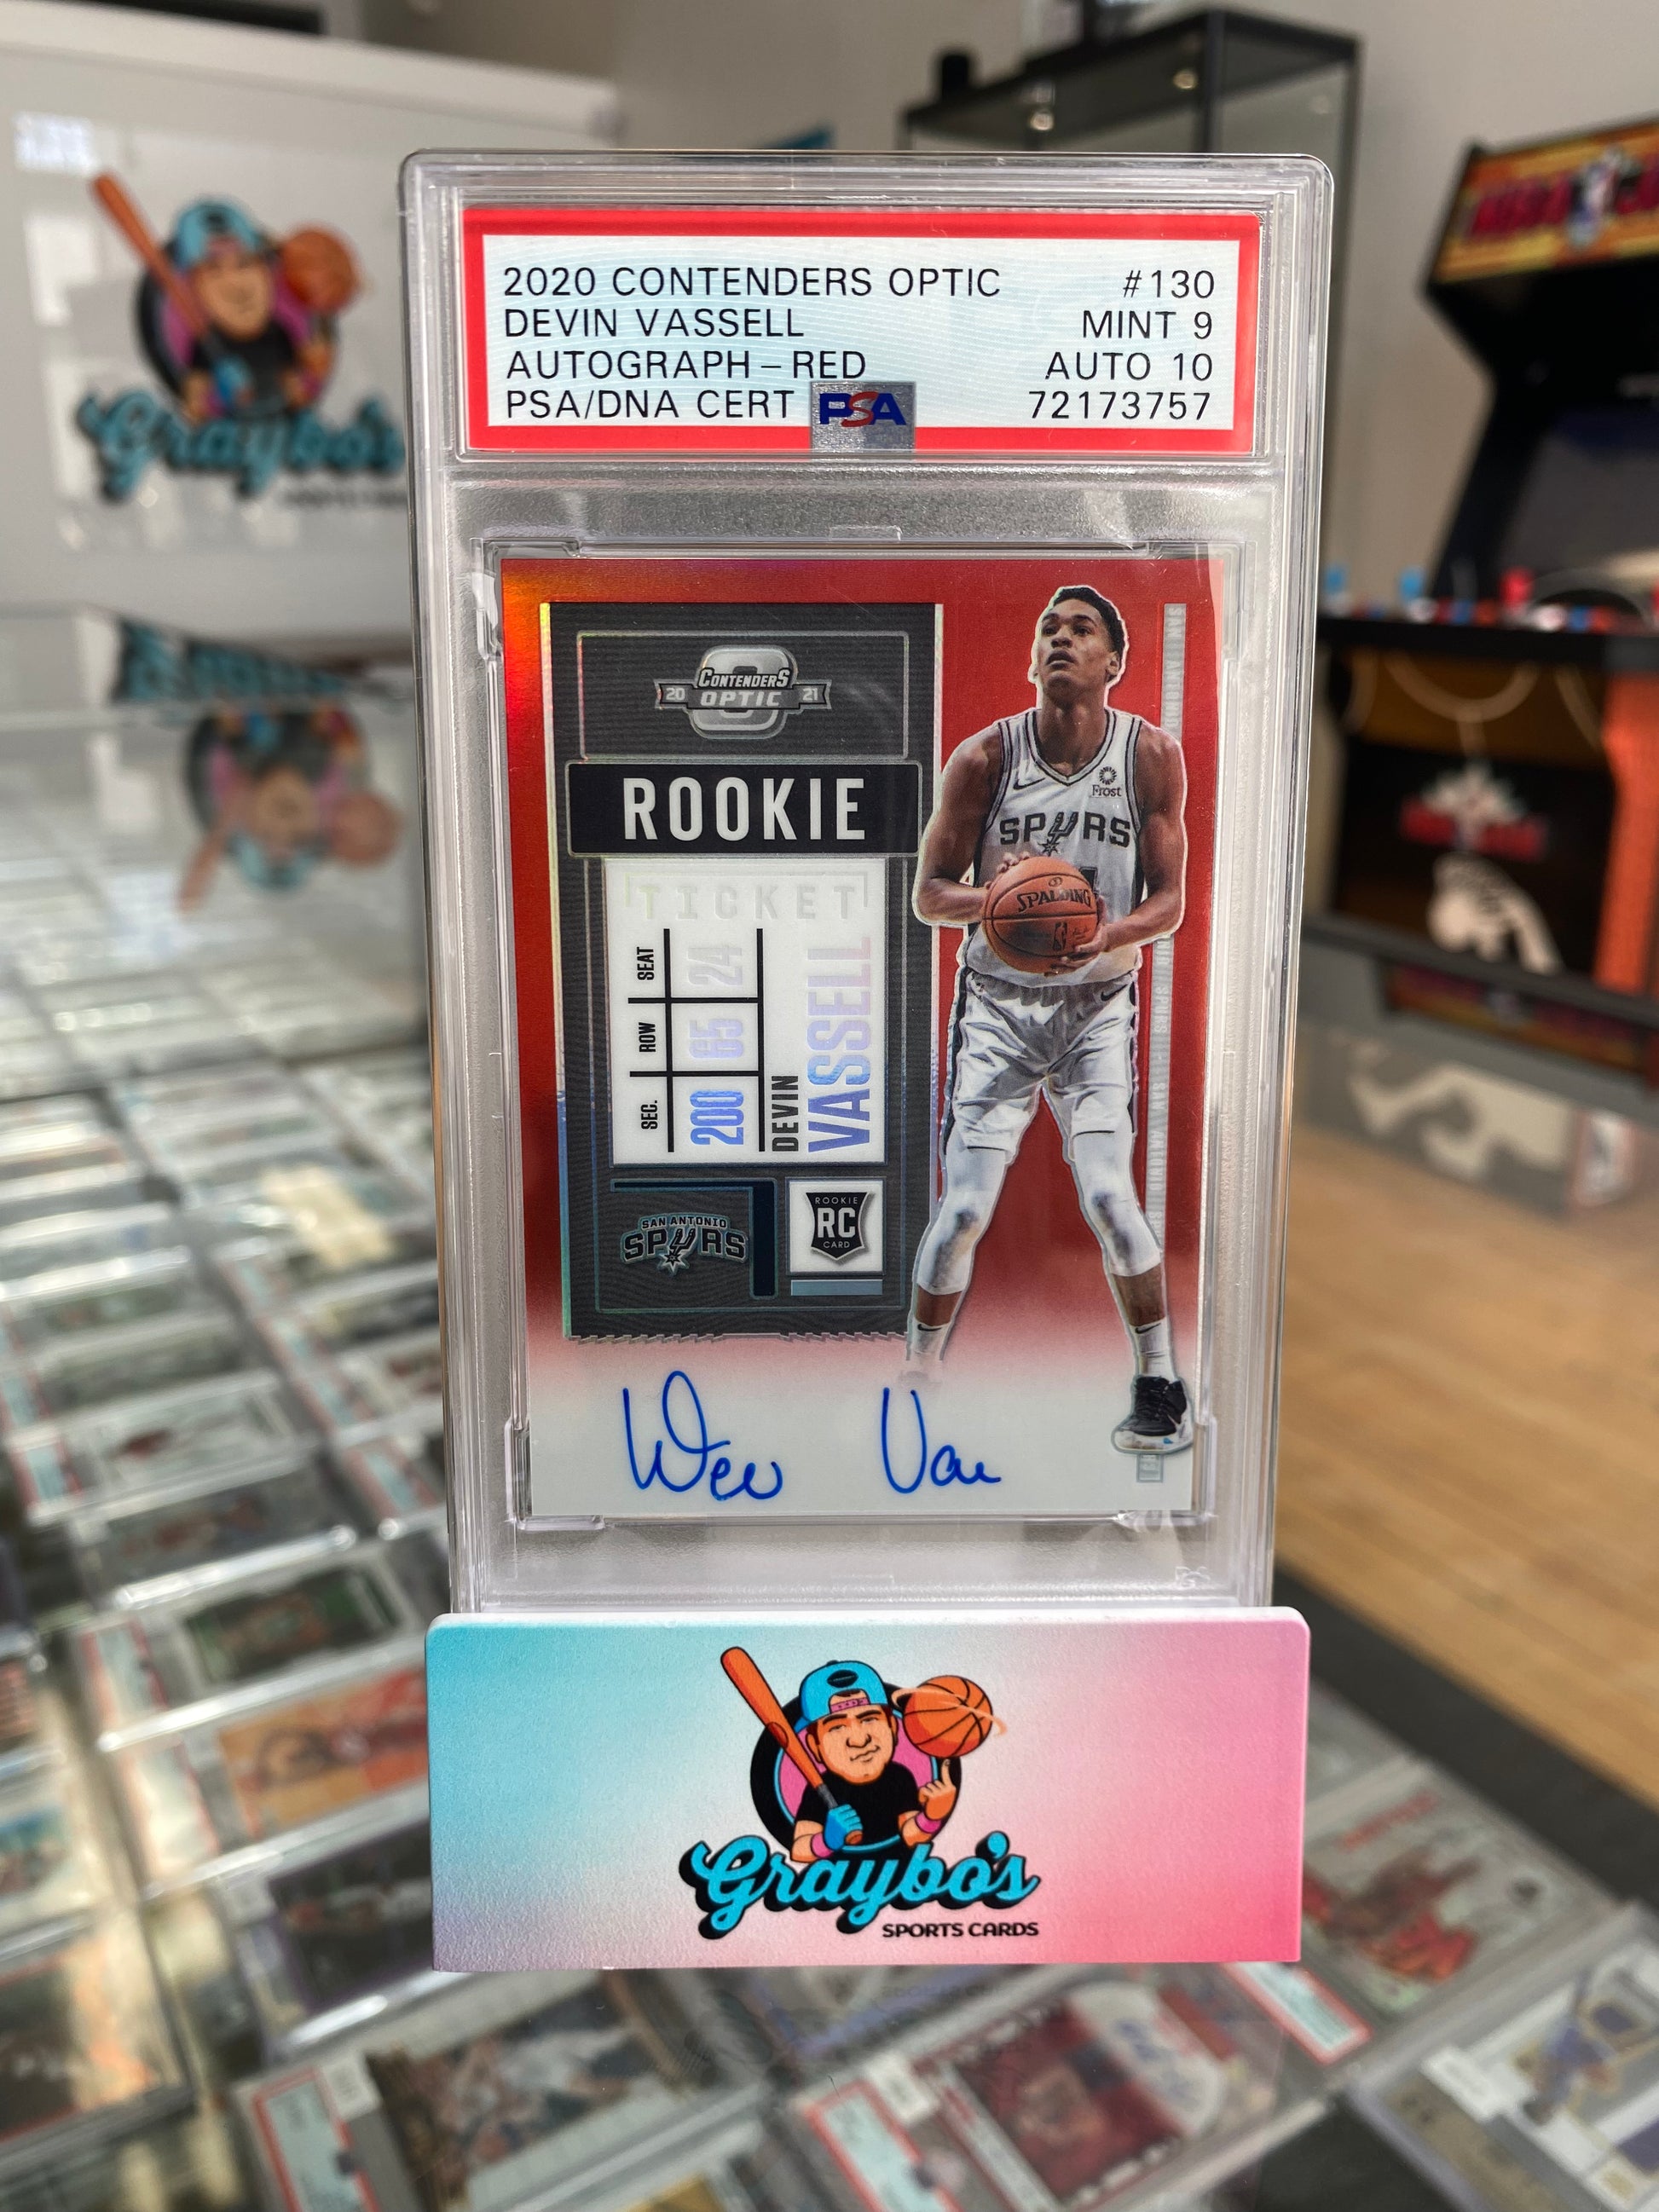 2020 CONTENDERS OPTIC #130
DEVIN VASSELL MINT 9
AUTOGRAPH-RED AUTO 10
PSA/DNA CERT PSA 72173757
CONTENDERS
20 OPTIC 21
ROOKIE
TICKET
SEC. ROW SEAT
200 65 24
DEVIN
VASSELL
Frost
SPURS
SPALDING
SAN ANTONIO
SPURS
ROOKIE
RC
CARD
Graybo's
SPORTS CARDS
Graybo's